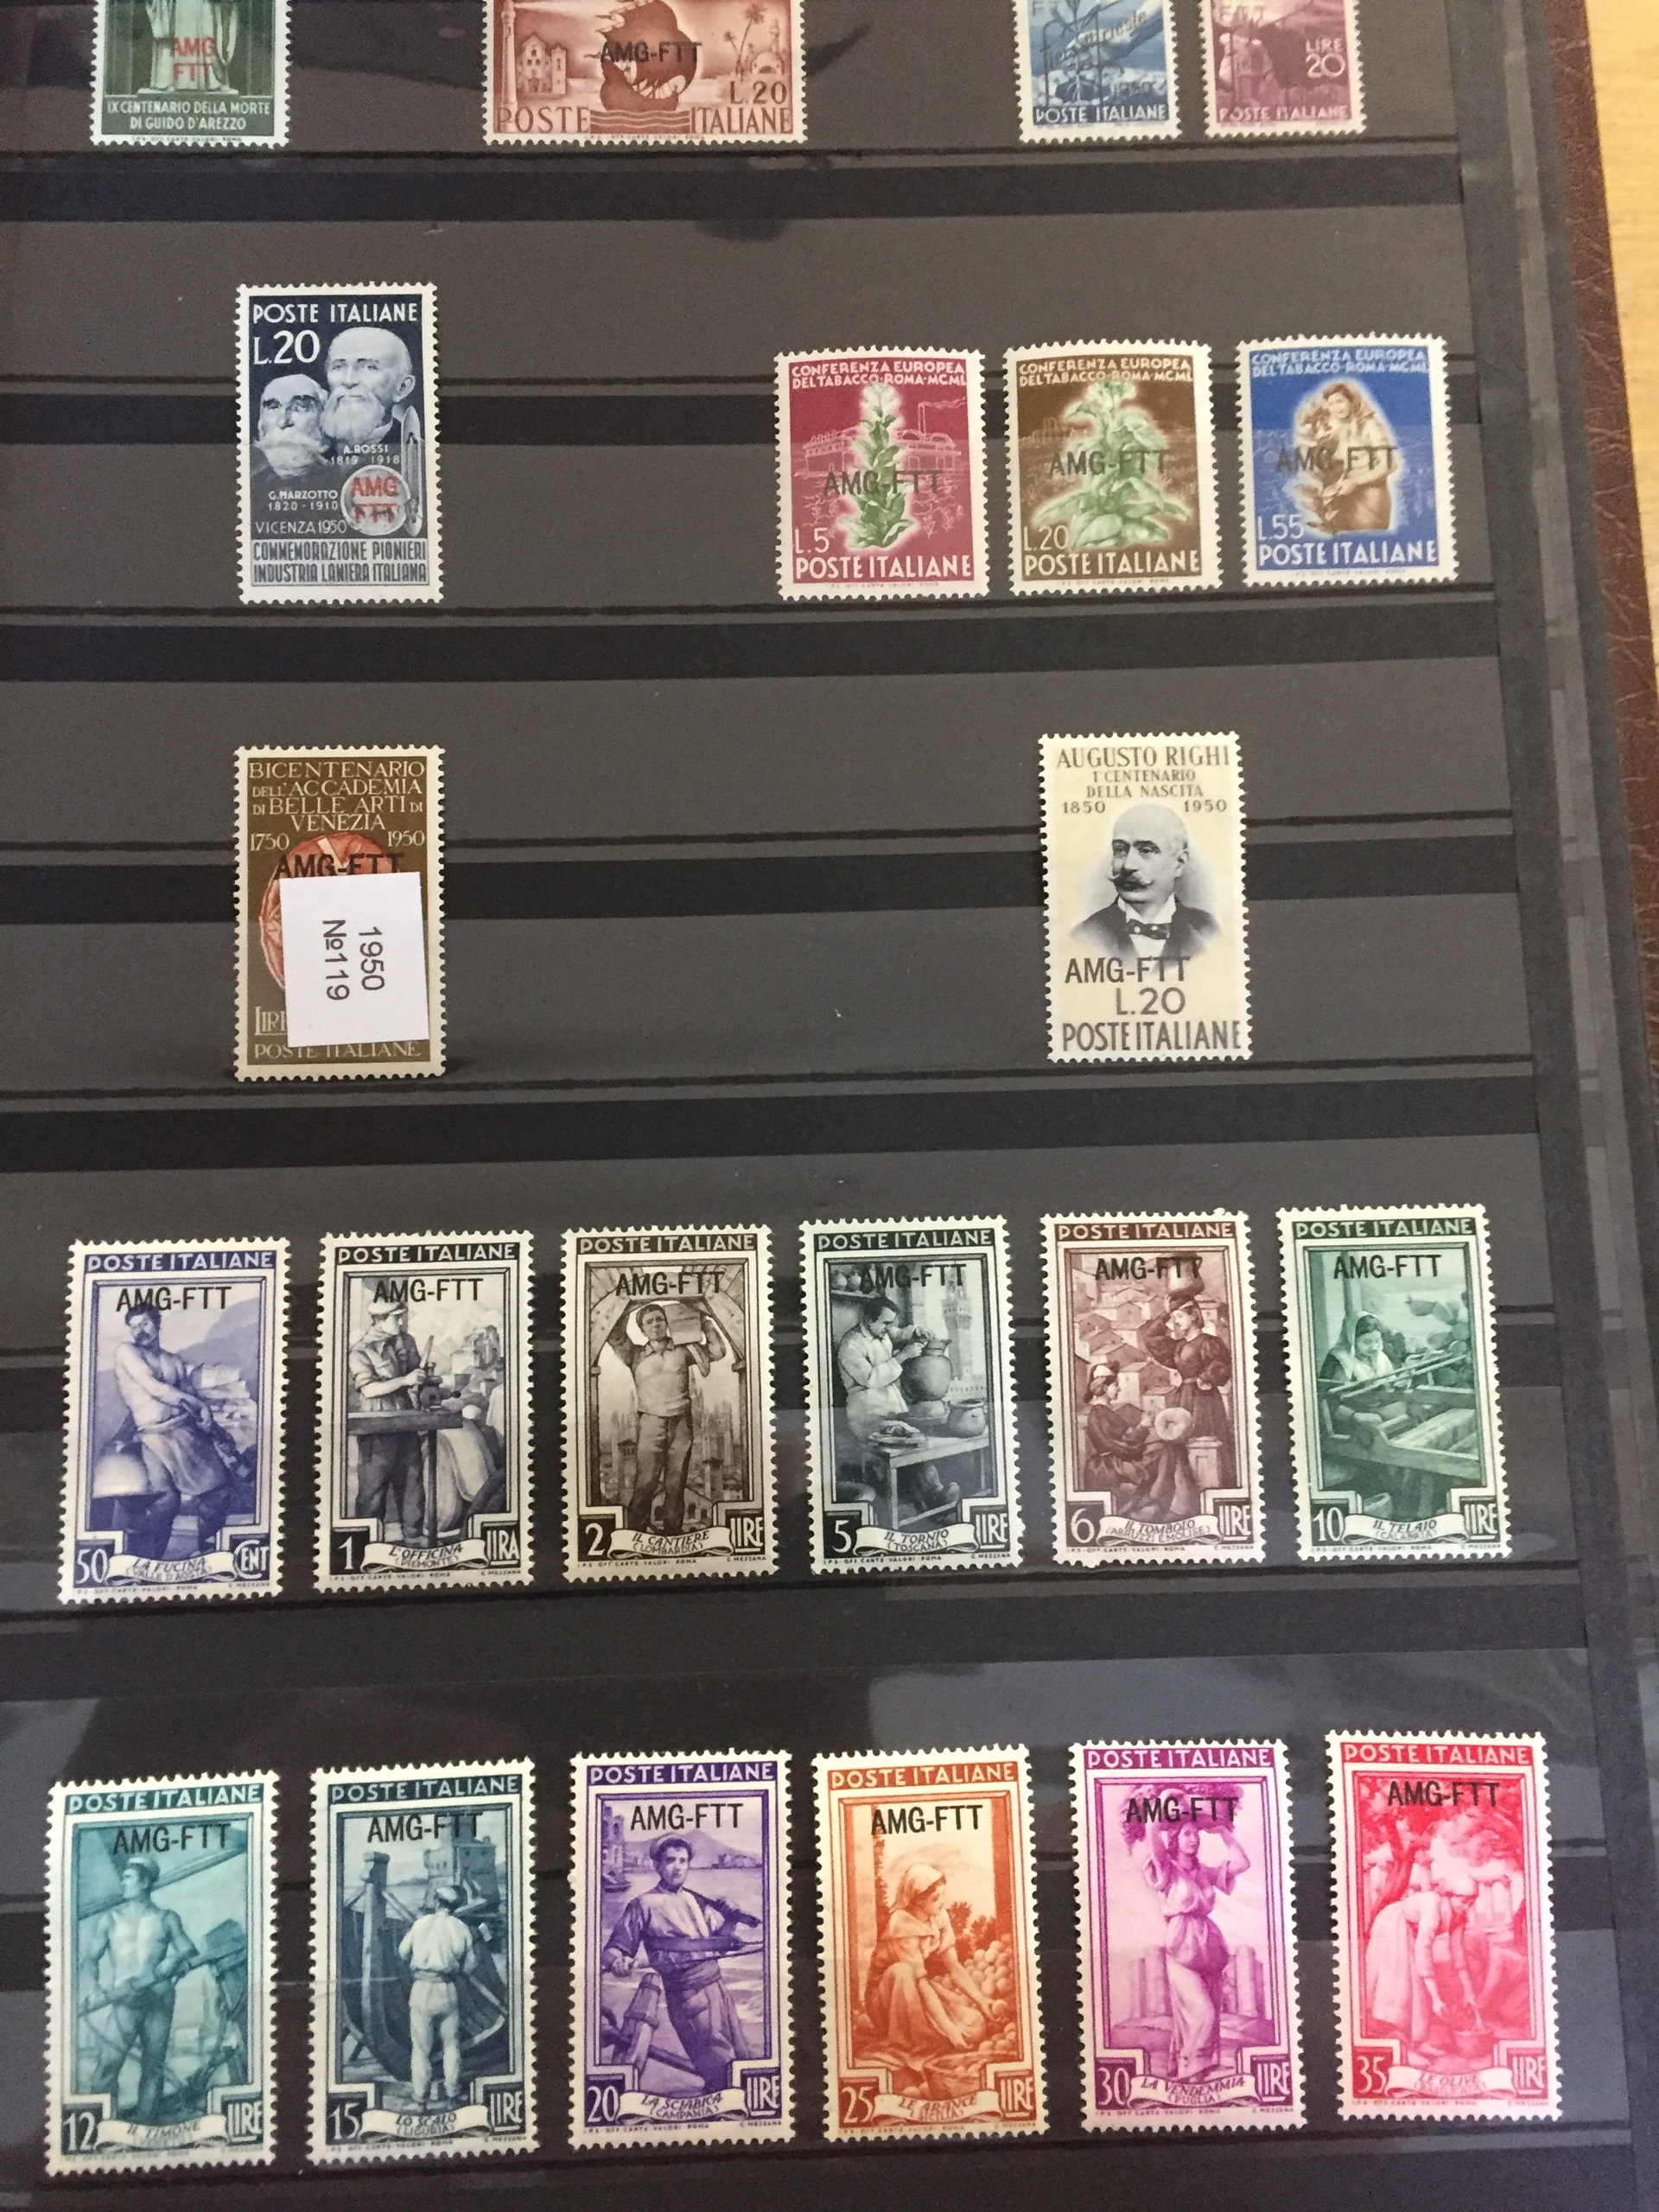 AMG
FTT
IX CENTENARIO DELLA MORTE
DI GUIDO D'AREZZO
AMG-FTT
L.20
POSTE ITALIANE
POSTE ITALIANE
LIRE
20
POSTE ITALIANE
POSTE ITALIANE
L.20
A.ROSSI
1819 1918
G.MARZOTTO
1820-1910
AMG
FTT
VICENZA 1950
COMMEMORAZIONE PIONIERI
INDUSTRIA LANIERA ITALIANA
CONFERENZA EUROPEA
DEL TABACCO-ROMA-MCML
AMG-FTT
L.5
POSTE ITALIANE
CONFERENZA EUROPEA
DEL TABACCO-ROMA-MCML
AMG-FTT
L.20
POSTE ITALIANE
CONFERENZA EUROPEA
DEL TABACCO-ROMA-MCML
AMG-FTT
L.55
POSTE ITALIANE
BICENTENARIO
DELL'ACCADEMIA
DI BELLE ARTI DI
VENEZIA
1750 1950
AMG-FTT
1950
№119
POSTE ITALIANE
AUGUSTO RIGHI
1° CENTENARIO
DELLA NASCITA
1850 1950
AMG-FTT
L.20
POSTE ITALIANE
POSTE ITALIANE
AMG-FTT
50 LA FUCINA CENT
(VALLE D'AOSTA)
POSTE ITALIANE
AMG-FTT
1 L'OFFICINA LIRA
(PIEMONTE)
POSTE ITALIANE
AMG-FTT
2 IL CANTIERE LIRE
(LOMBARDIA)
POSTE ITALIANE
AMG-FTT
5 IL TORNIO LIRE
(TOSCANA)
POSTE ITALIANE
AMG-FTT
6 IL TOMBOLO LIRE
(ABRUZZI E MOLISE)
POSTE ITALIANE
AMG-FTT
10 IL TELAIO LIRE
(CALABRIA)
POSTE ITALIANE
AMG-FTT
12 IL TIMONE LIRE
POSTE ITALIANE
AMG-FTT
15 LO SCALO LIRE
(LIGURIA)
POSTE ITALIANE
AMG-FTT
20 LA SCIABICA LIRE
(CAMPANIA)
POSTE ITALIANE
AMG-FTT
25 LE ARANCE LIRE
(SICILIA)
POSTE ITALIANE
AMG-FTT
30 LA VENDEMMIA LIRE
(PUGLIA)
POSTE ITALIANE
AMG-FTT
35 LE OLIVE LIRE